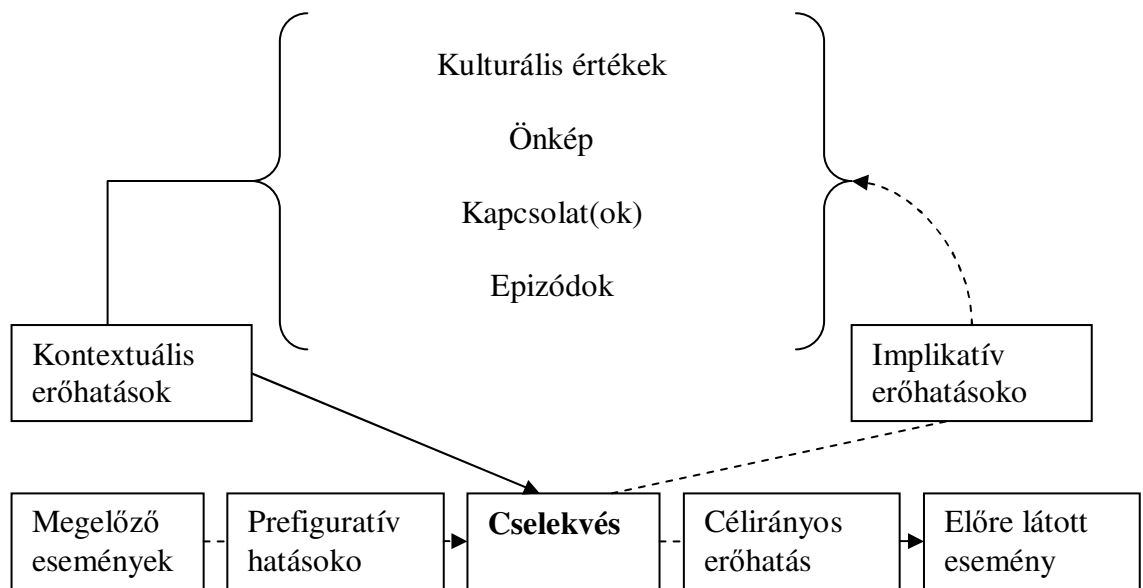 Kulturális értékek
Önkép
Kapcsolat(ok)
Epizódok
Kontextuális
erőhatások
Implikatív
erőhatásoko
Megelőző
események
Prefiguratív
hatásoko
Cselekvés
Célirányos
erőhatás
Előre látott
esemény